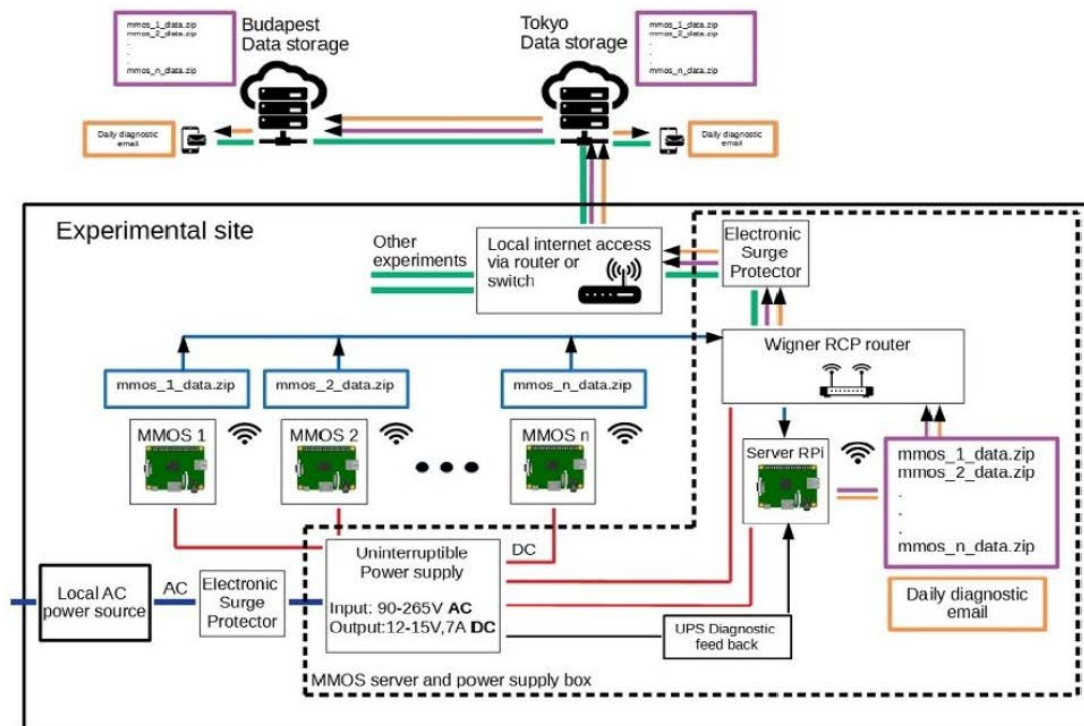 mmos_1_data.zip
mmos_2_data.zip
.
.
.
mmos_n_data.zip
Budapest
Data storage
Tokyo
Data storage
mmos_1_data.zip
mmos_2_data.zip
.
.
.
mmos_n_data.zip
Daily diagnostic
email
Daily diagnostic
email
Experimental site
Other
experiments
Local internet access
via router or
switch
Electronic
Surge
Protector
Wigner RCP router
mmos_1_data.zip
mmos_2_data.zip
mmos_n_data.zip
MMOS 1
MMOS 2
MMOS n
Server RPi
mmos_1_data.zip
mmos_2_data.zip
.
.
.
mmos_n_data.zip
Local AC
power source
AC
Electronic
Surge
Protector
Uninterruptible
Power supply
Input: 90-265V AC
Output:12-15V,7A DC
DC
UPS Diagnostic
feed back
Daily diagnostic
email
MMOS server and power supply box